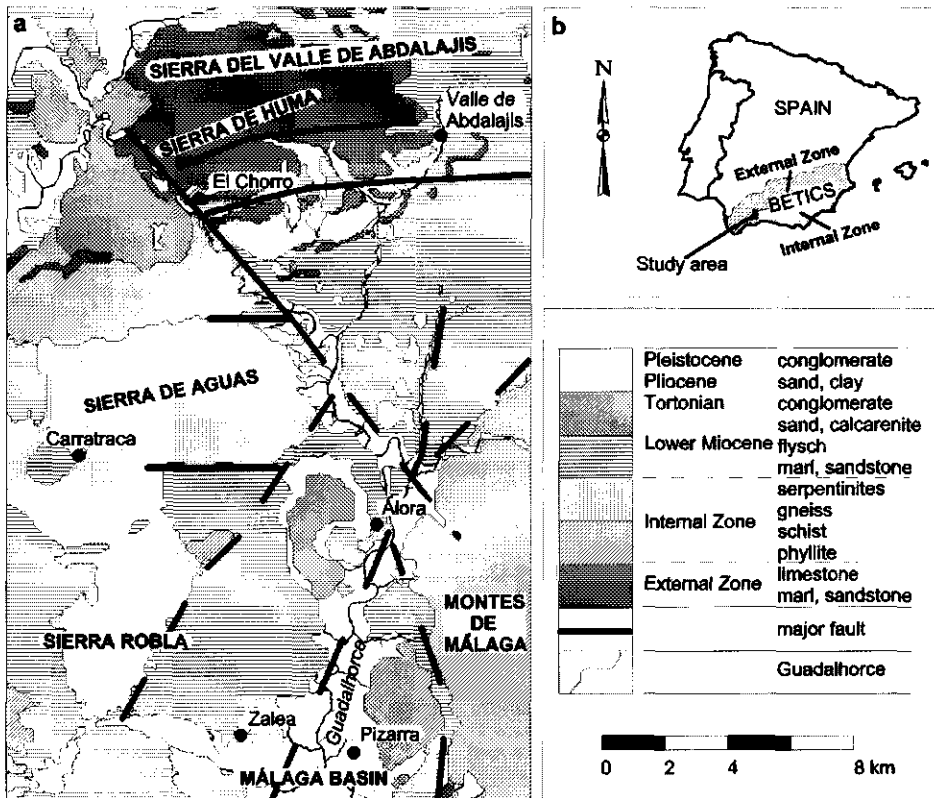 a
SIERRA DEL VALLE DE ABDALAJIS
SIERRA DE HUMA
Valle de
Abdalajis
El Chorro
SIERRA DE AGUAS
Carratraca
Álora
MONTES
DE
MÁLAGA
SIERRA ROBLA
Guadalhorce
Zalea
Pizarra
MÁLAGA BASIN
b
N
SPAIN
External Zone
BETICS
Internal Zone
Study area
Pleistocene conglomerate
Pliocene sand, clay
Tortonian conglomerate
sand, calcarenite
Lower Miocene flysch
marl, sandstone
serpentinites
Internal Zone gneiss
schist
phyllite
External Zone limestone
marl, sandstone
major fault
Guadalhorce
0 2 4 8 km